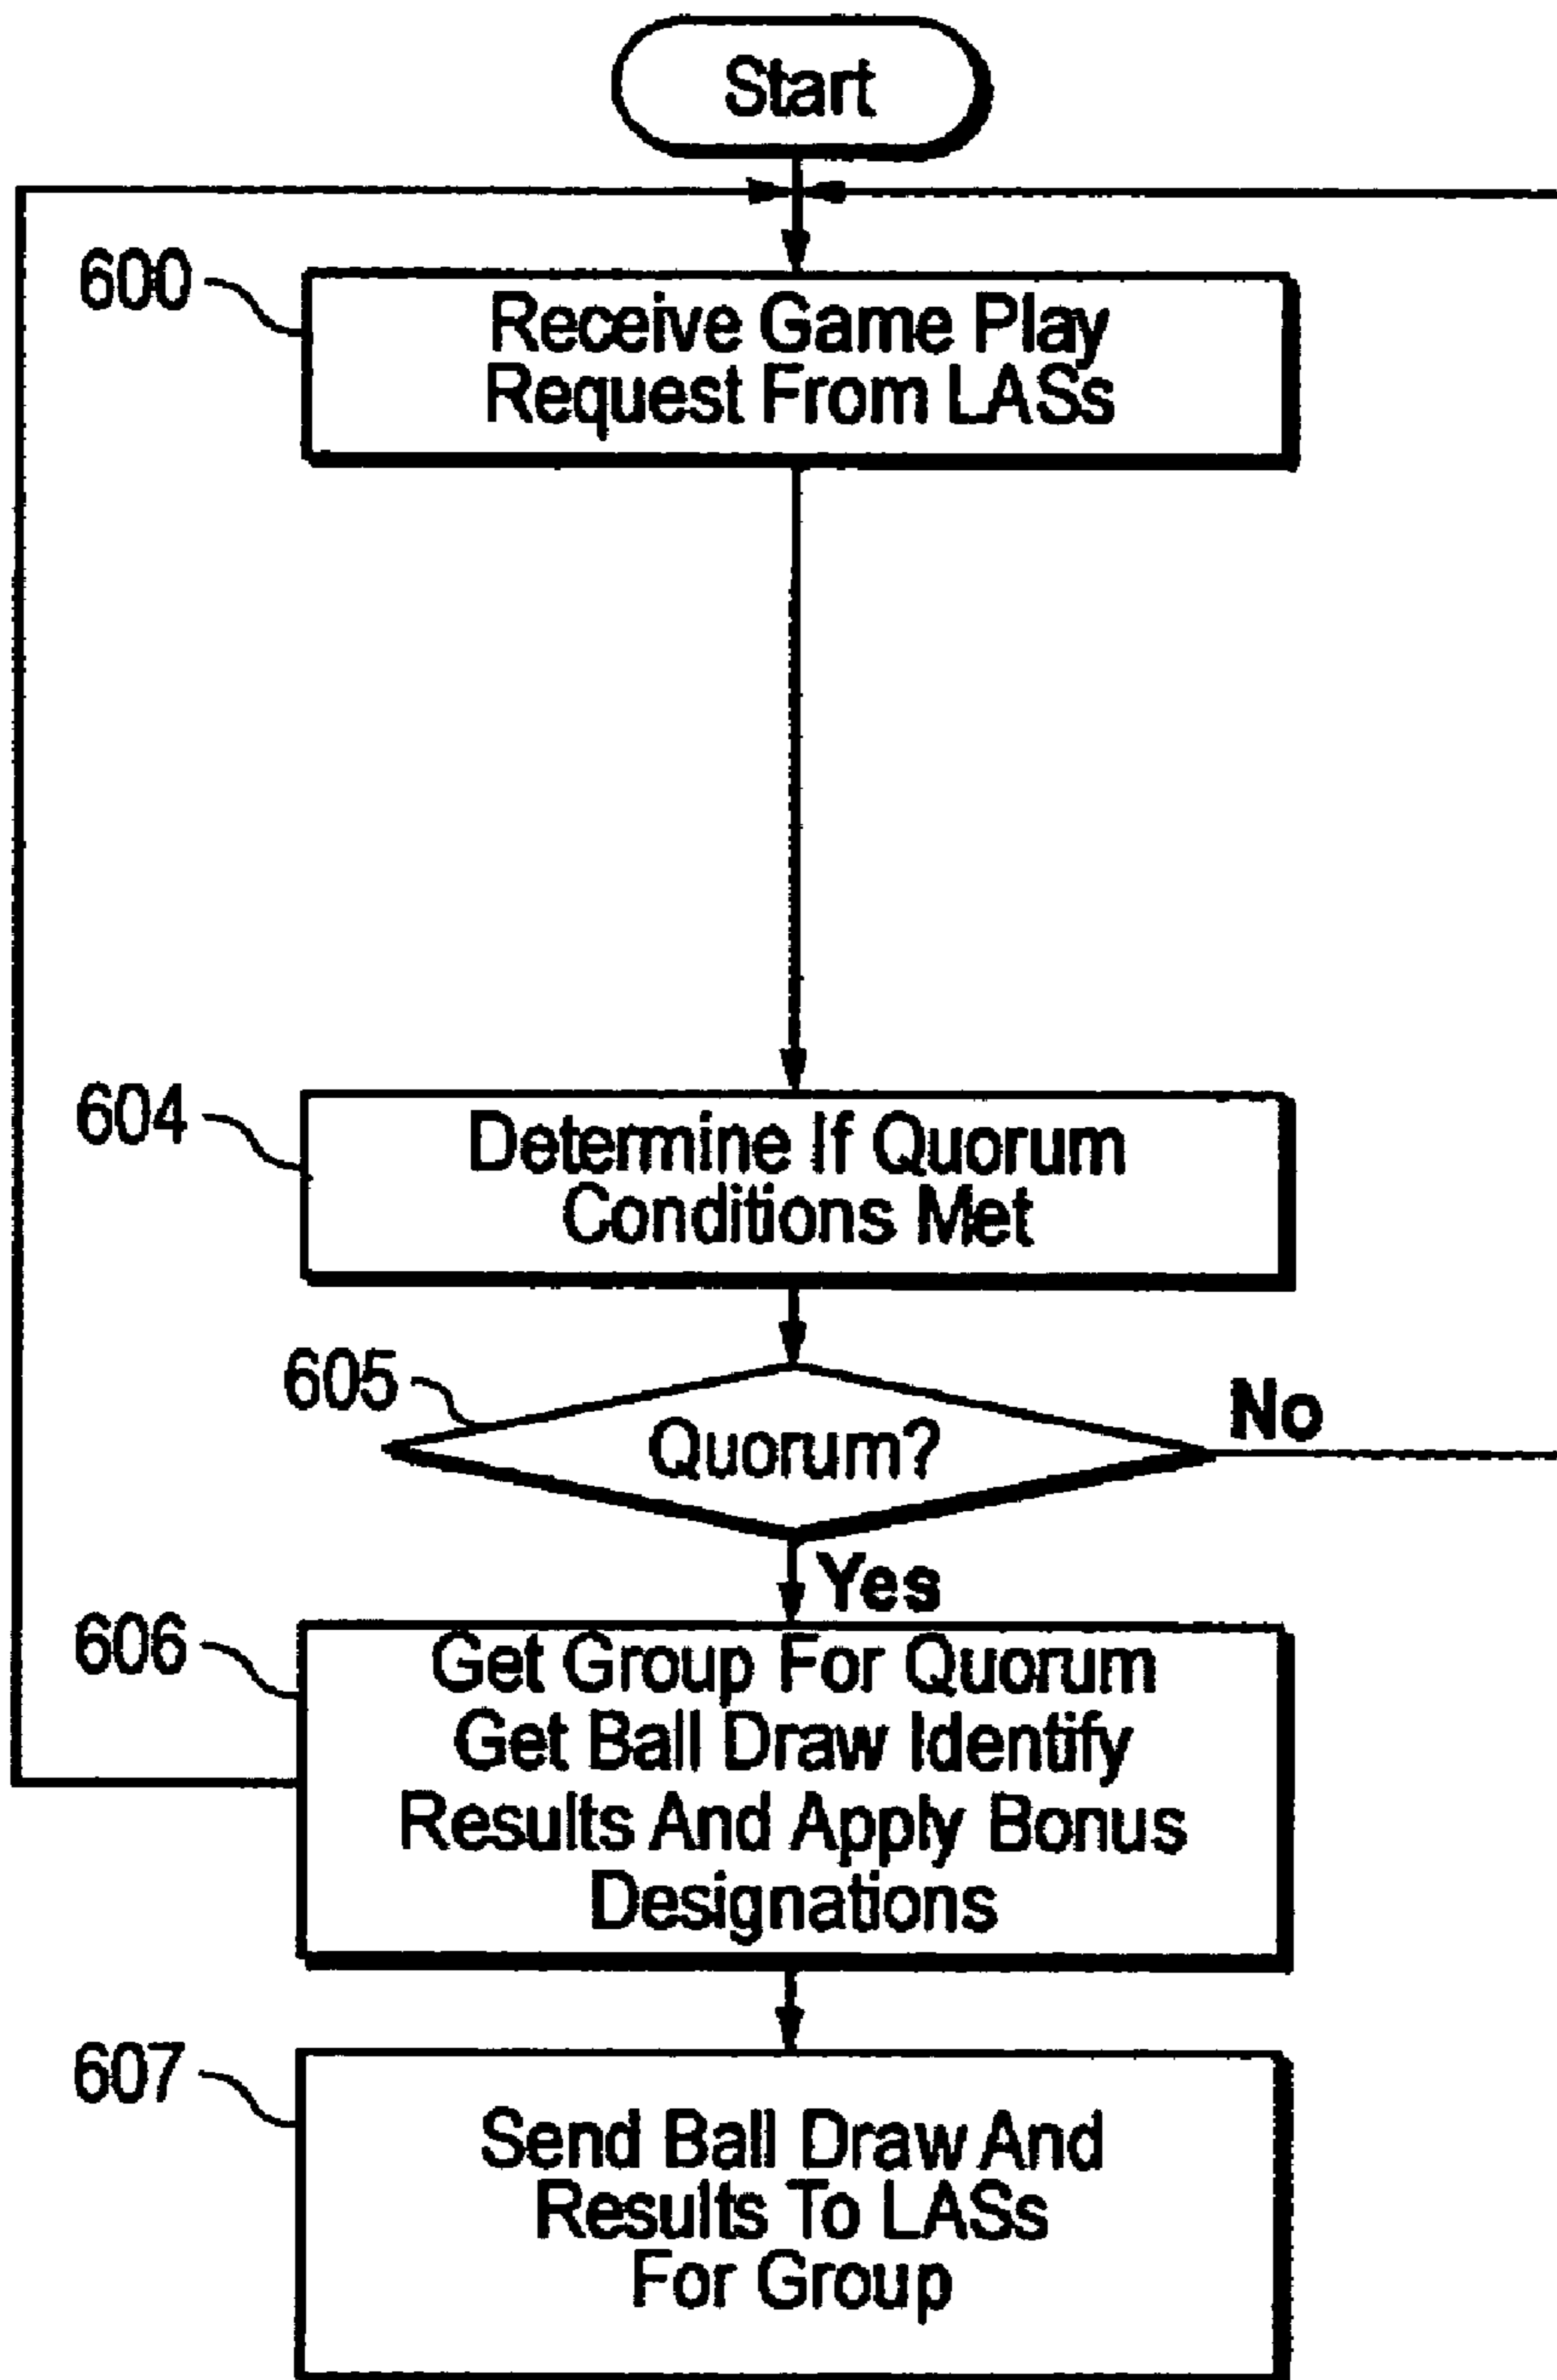 Start
600
Receive Game Play
Request From LASs
604
Determine If Quorum
Conditions Met
605
Quorum?
No
Yes
606
Get Group For Quorum
Get Ball Draw Identify
Results And Apply Bonus
Designations
607
Send Ball Draw And
Results To LASs
For Group